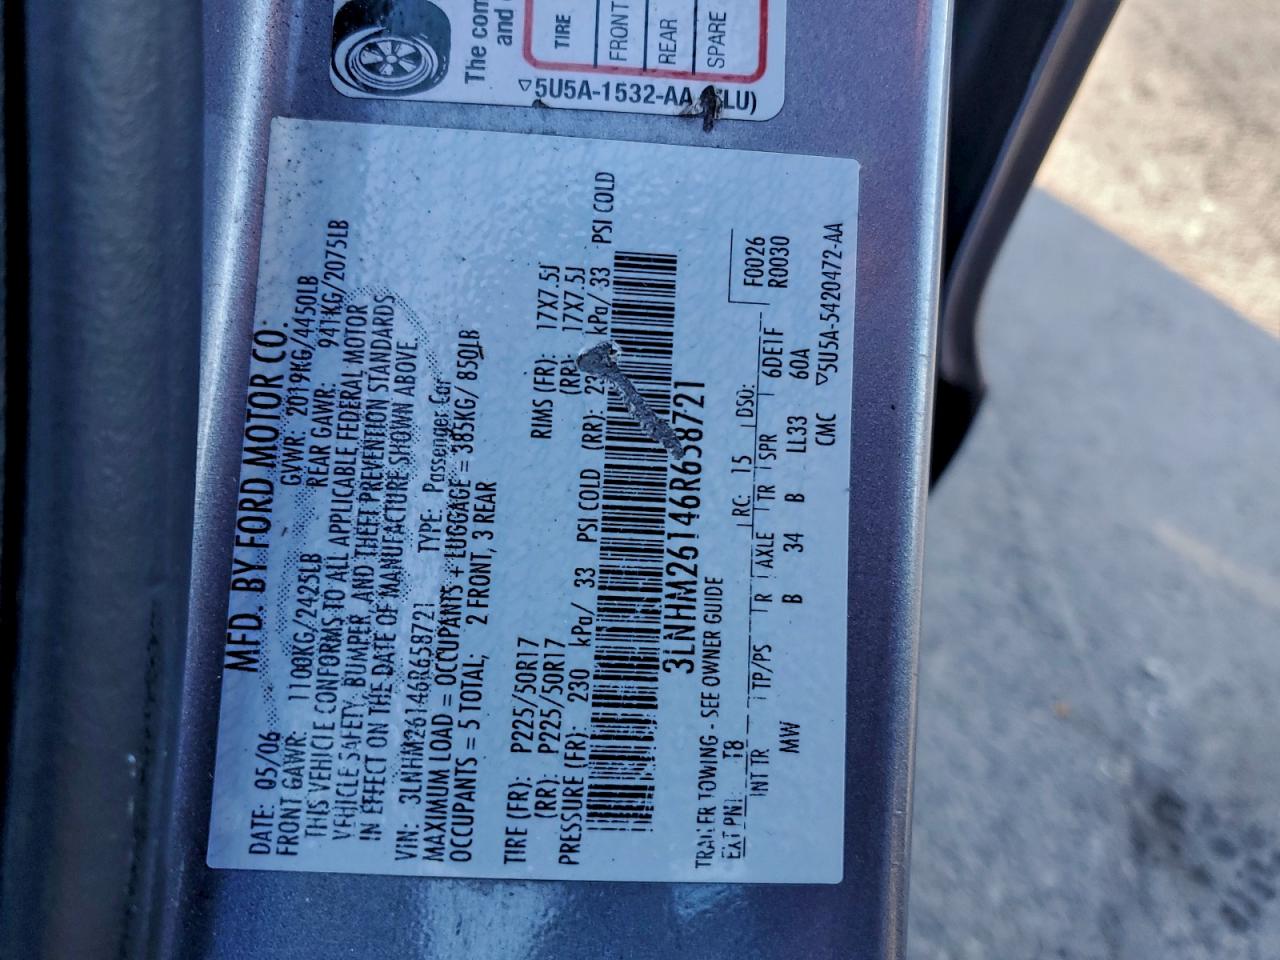 The com
and
TIRE
FRONT
REAR
SPARE
5U5A-1532-AA LU)
MFD. BY FORD MOTOR CO.
DATE: 05/06 GVWR: 2019KG/4450LB
FRONT GAWR: 1100KG/2425LB REAR GAWR: 941KG/2075LB
THIS VEHICLE CONFORMS TO ALL APPLICABLE FEDERAL MOTOR
VEHICLE SAFETY, BUMPER, AND THEFT PREVENTION STANDARDS
IN EFFECT ON THE DATE OF MANUFACTURE SHOWN ABOVE.
VIN: 3LNHM26146R658721 TYPE: Passenger Car
MAXIMUM LOAD = OCCUPANTS + LUGGAGE = 385KG/ 850LB
OCCUPANTS = 5 TOTAL, 2 FRONT, 3 REAR
TIRE (FR): P225/50R17 RIMS (FR): 17X7.5J
(RR): P225/50R17 (RR): 17X7.5J
PRESSURE (FR): 230 kPa/ 33 PSI COLD (RR): kPa/ 33 PSI COLD
3LNHM26146R658721
TRAILER TOWING - SEE OWNER GUIDE
EXT PNT: T8 RC: 15 DSO: F0026
R0030
INT TR TP/PS R AXLE TR SPR 6DE1F
MW B 34 B LL33 60A
CMC 5U5A-5420472-AA